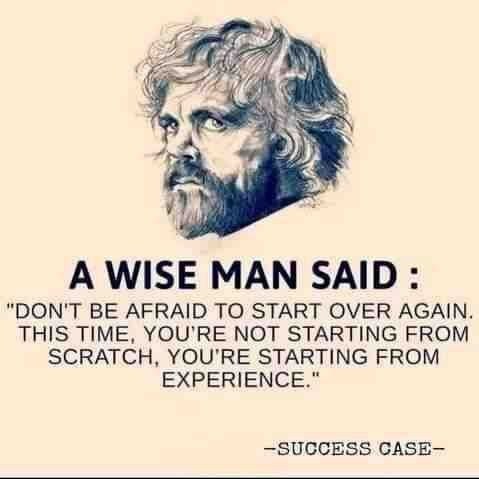 A WISE MAN SAID :
"DON'T BE AFRAID TO START OVER AGAIN.
THIS TIME, YOU'RE NOT STARTING FROM
SCRATCH, YOU'RE STARTING FROM
EXPERIENCE."
-SUCCESS CASE-